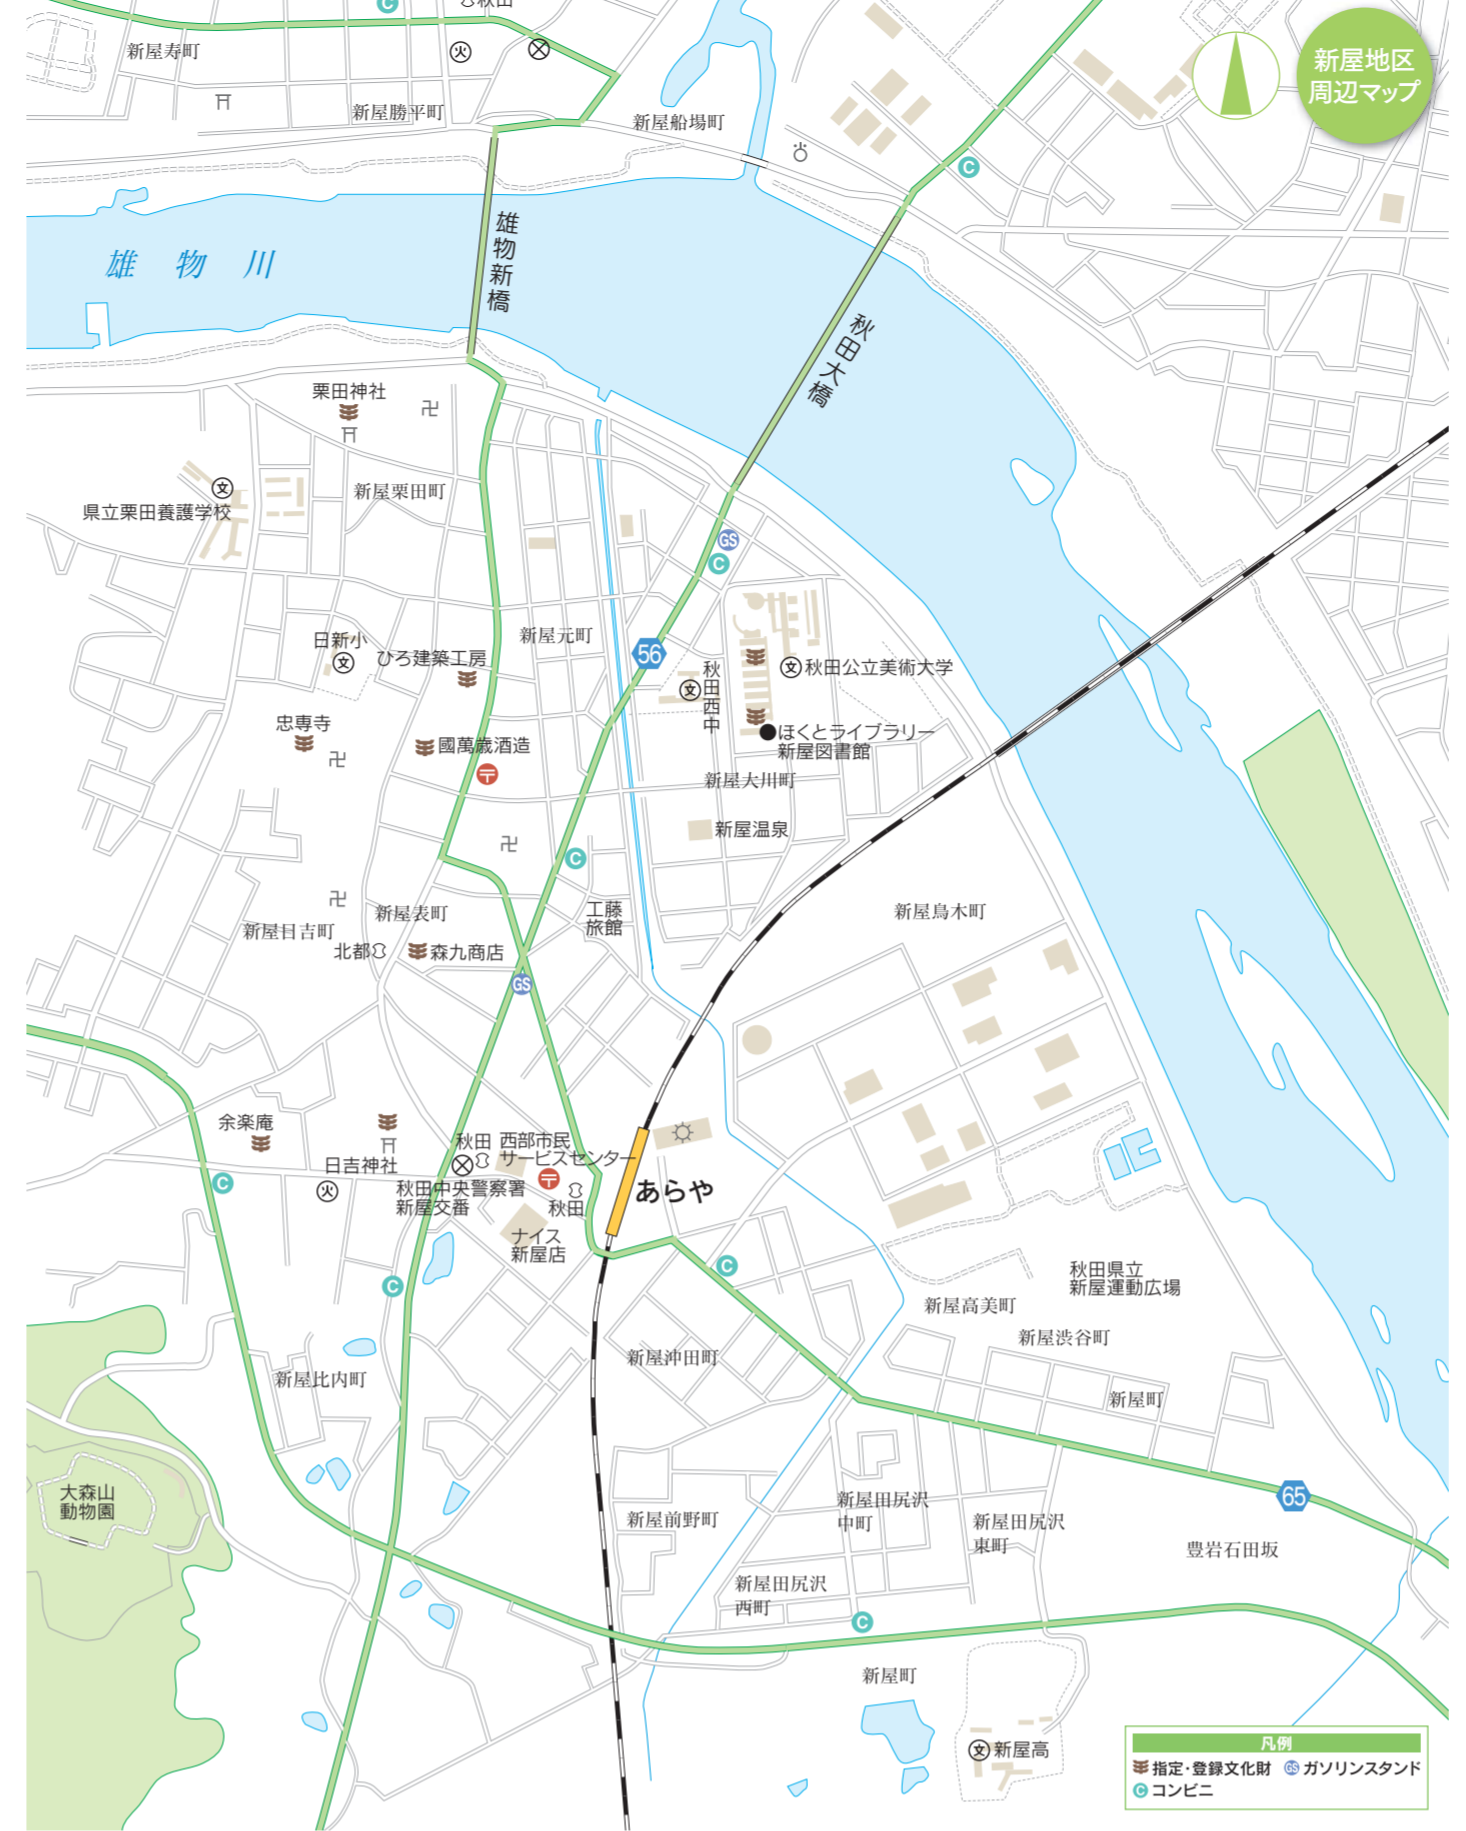 秋田
新屋寿町
火
新屋勝平町
新屋船場町
新屋地区
周辺マップ
C
C
雄物川
雄物新橋
秋田大橋
栗田神社
文
県立栗田養護学校
新屋栗田町
GS
C
日新小
文
ひろ建築工房
新屋元町
56
文
秋田西中
文
秋田公立美術大学
忠専寺
國萬歳酒造
〒
ほくとライブラリー
新屋図書館
新屋大川町
新屋温泉
C
新屋日吉町
新屋表町
工藤
旅館
新屋鳥木町
北都
森九商店
GS
余楽庵
日吉神社
火
C
秋田
西部市民
サービスセンター
〒
秋田中央警察署
新屋交番
秋田
あらや
ナイス
新屋店
C
C
秋田県立
新屋運動広場
新屋高美町
新屋渋谷町
新屋沖田町
新屋比内町
新屋町
大森山
動物園
新屋前野町
新屋田尻沢
中町
新屋田尻沢
東町
65
豊岩石田坂
新屋田尻沢
西町
C
新屋町
文
新屋高
凡例
指定・登録文化財
GS
ガソリンスタンド
C
コンビニ